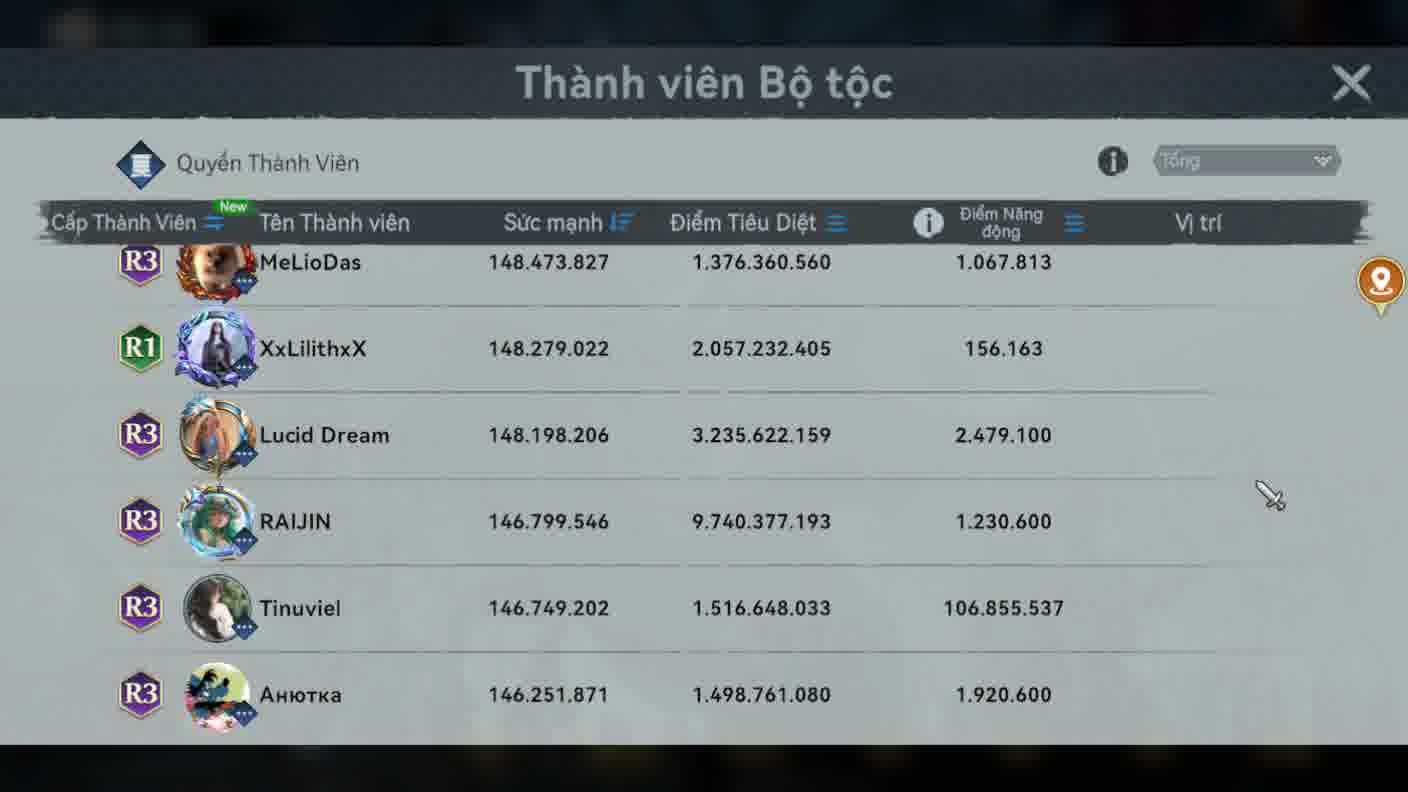 Thành viên Bộ tộc
Quyển Thành Viên
Tổng
Cấp Thành Viên New Tên Thành viên Sức mạnh Điểm Tiêu Diệt Điểm Năng động Vị trí
R3 MeLioDas 148.473.827 1.376.360.560 1.067.813
R1 XxLilithxX 148.279.022 2.057.232.405 156.163
R3 Lucid Dream 148.198.206 3.235.622.159 2.479.100
R3 RAIJIN 146.799.546 9.740.377.193 1.230.600
R3 Tinuviel 146.749.202 1.516.648.033 106.855.537
R3 Анютка 146.251.871 1.498.761.080 1.920.600